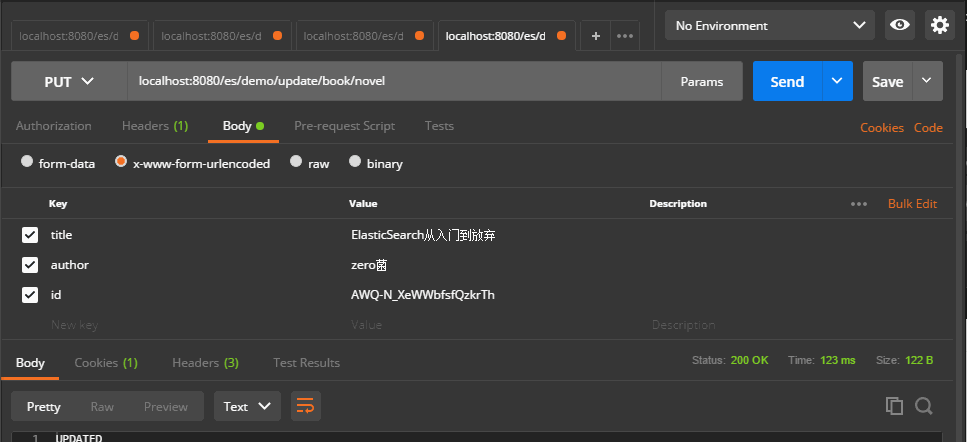 localhost:8080/es/d localhost:8080/es/d localhost:8080/es/d localhost:8080/es/d + ••• No Environment
PUT localhost:8080/es/demo/update/book/novel Params Send Save
Authorization Headers (1) Body Pre-request Script Tests Cookies Code
form-data x-www-form-urlencoded raw binary
Key Value Description ••• Bulk Edit
title ElasticSearch从入门到放弃
author zero菌
id AWQ-N_XeWWbfsfQzkrTh
New key Value Description
Body Cookies (1) Headers (3) Test Results Status: 200 OK Time: 123 ms Size: 122 B
Pretty Raw Preview Text
1 UPDATED